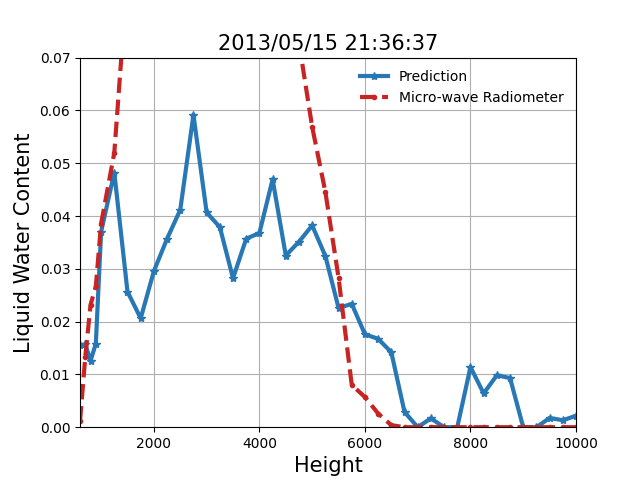 2013/05/15 21:36:37
Prediction
Micro-wave Radiometer
Liquid Water Content
0.07
0.06
0.05
0.04
0.03
0.02
0.01
0.00
2000 4000 6000 8000 10000
Height